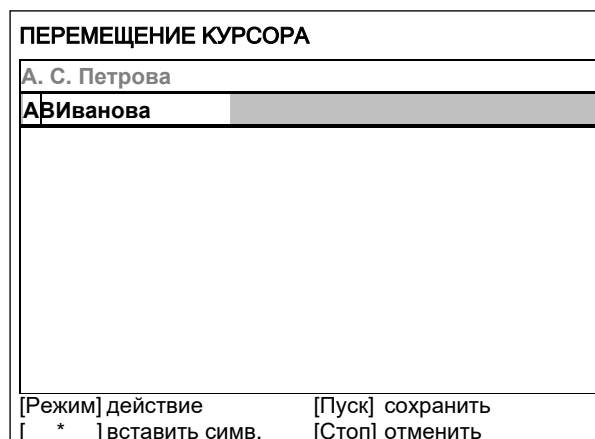 ПЕРЕМЕЩЕНИЕ КУРСОРА
А. С. Петрова
АВИванова
[Режим] действие [Пуск] сохранить
[ * ] вставить симв. [Стоп] отменить